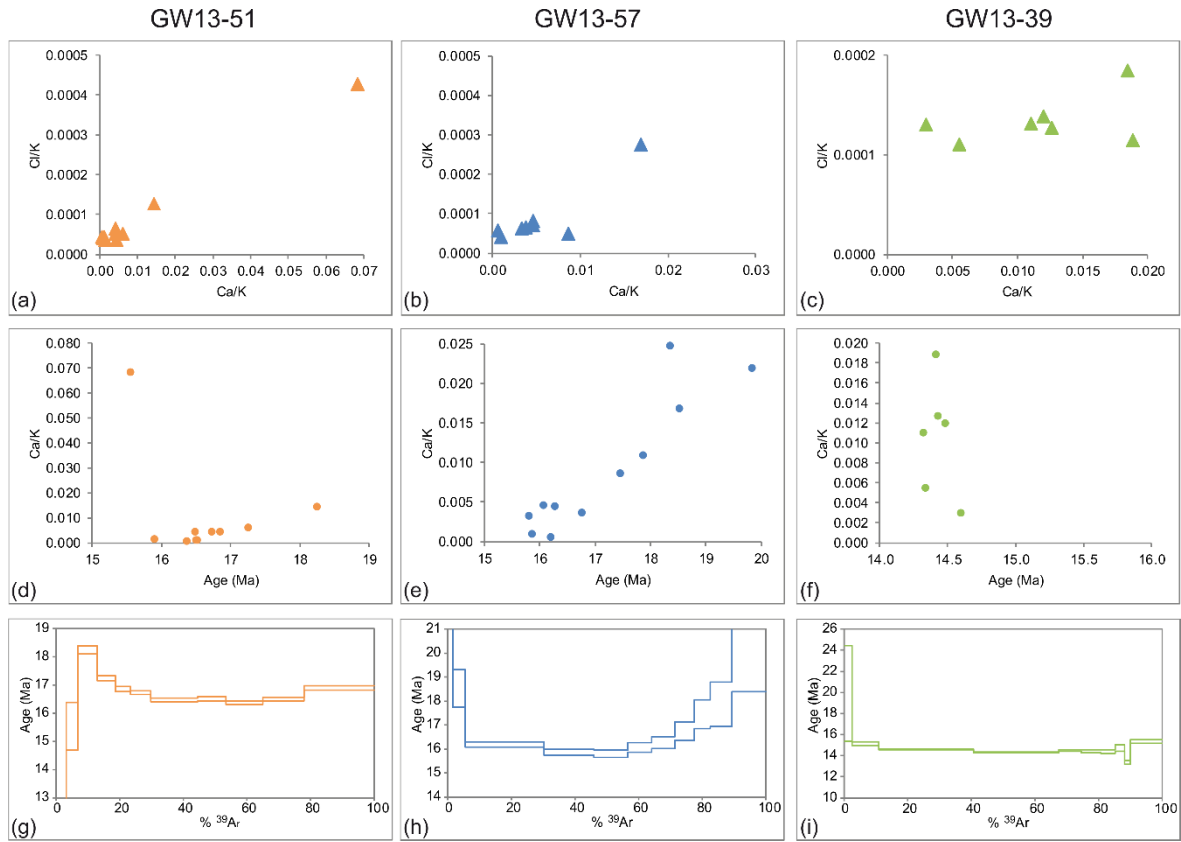 GW13-51 GW13-57 GW13-39
0.0005
0.0004
0.0003
0.0002
0.0001
0.0000
Cl/K
0.00 0.01 0.02 0.03 0.04 0.05 0.06 0.07
Ca/K
(a)
0.0005
0.0004
0.0003
0.0002
0.0001
0.0000
Cl/K
0.00 0.01 0.02 0.03
Ca/K
(b)
0.0002
0.0001
0.0000
Cl/K
0.000 0.005 0.010 0.015 0.020
Ca/K
(c)
0.080
0.070
0.060
0.050
0.040
0.030
0.020
0.010
0.000
Ca/K
15 16 17 18 19
Age (Ma)
(d)
0.025
0.020
0.015
0.010
0.005
0.000
Ca/K
15 16 17 18 19 20
Age (Ma)
(e)
0.020
0.018
0.016
0.014
0.012
0.010
0.008
0.006
0.004
0.002
0.000
Ca/K
14.0 14.5 15.0 15.5 16.0
Age (Ma)
(f)
19
18
17
16
15
14
13
Age (Ma)
0 20 40 60 80 100
% ³⁹Ar
(g)
21
20
19
18
17
16
15
14
Age (Ma)
0 20 40 60 80 100
% ³⁹Ar
(h)
26
24
22
20
18
16
14
12
10
Age (Ma)
0 20 40 60 80 100
% ³⁹Ar
(i)